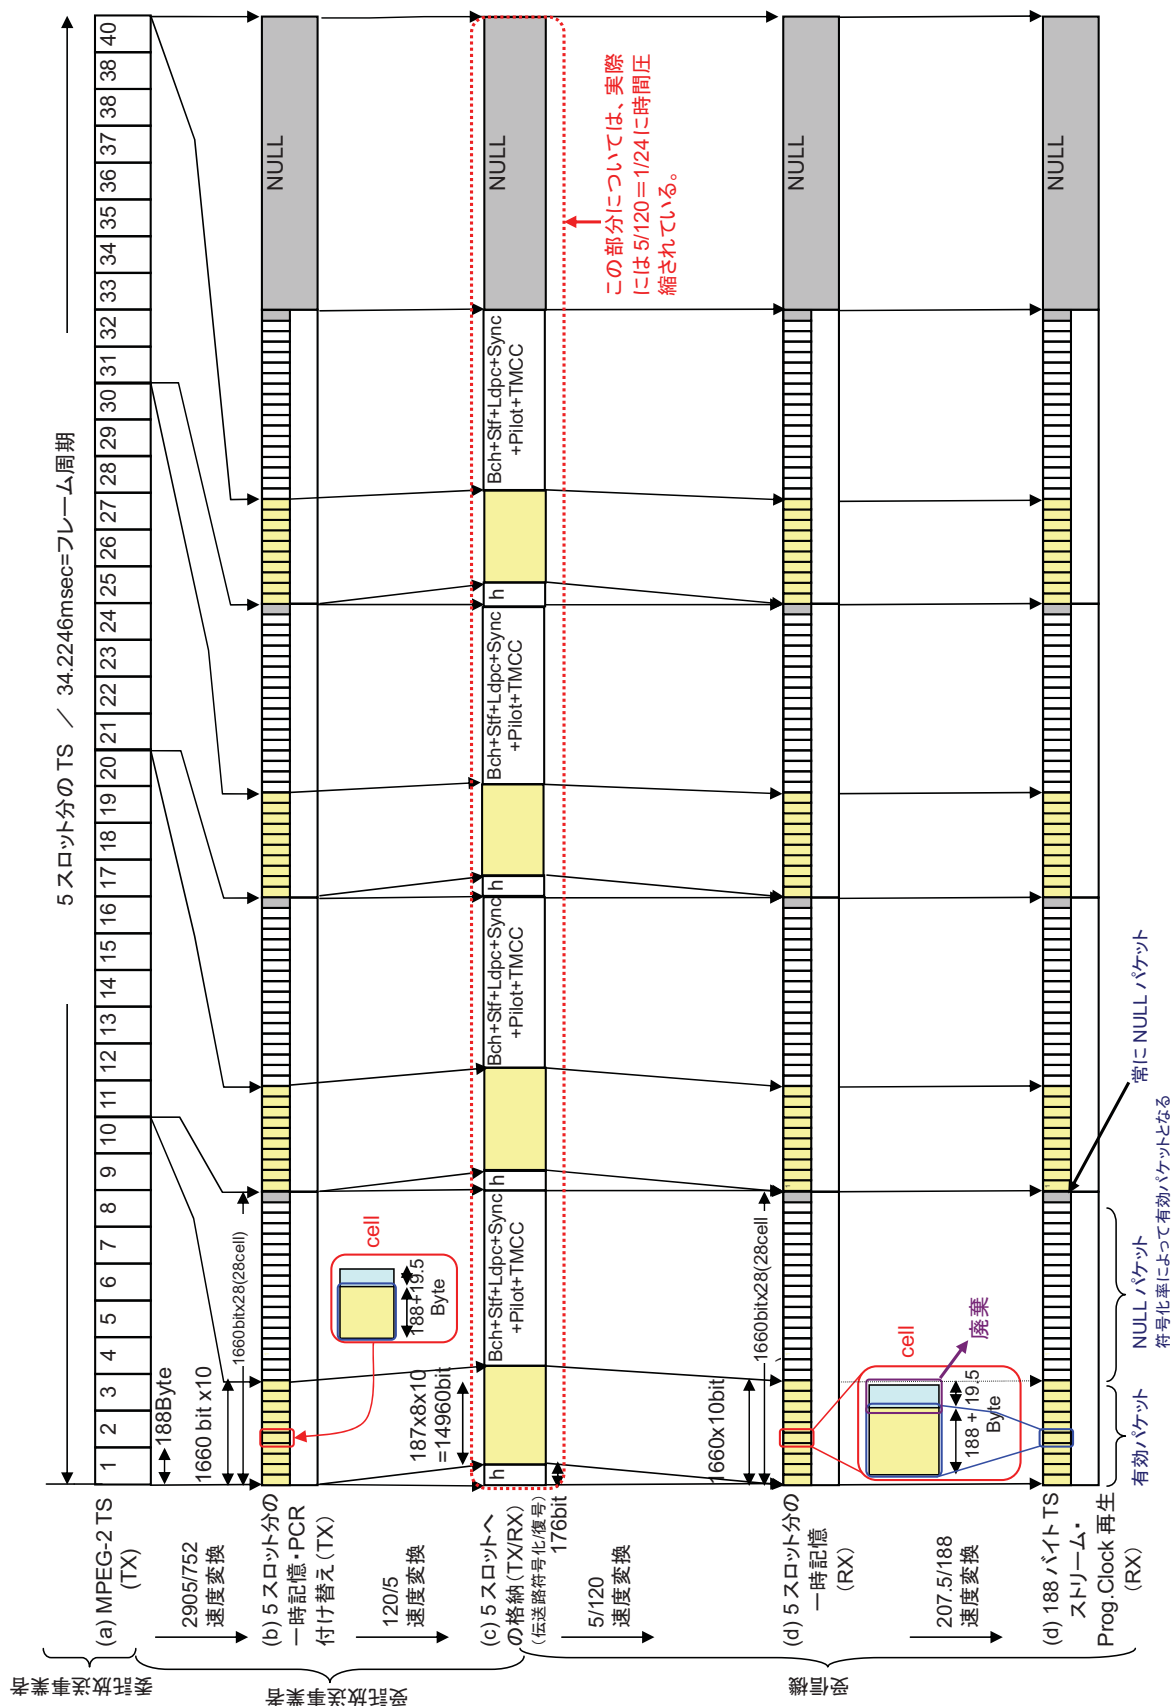 5 スロット分の TS ／ 34.2246msec=フレーム周期
委託放送事業者
(a) MPEG-2 TS
(TX)
1 2 3 4 5 6 7 8 9 10 11 12 13 14 15 16 17 18 19 20 21 22 23 24 25 26 27 28 29 30 31 32 33 34 35 36 37 38 38 40
188Byte
2905/752
速度変換
1660 bit x10
1660bitx28(28cell)
受託放送事業者
(b) 5 スロット分の
一時記憶・PCR
付け替え(TX)
NULL
cell
188+19.5
Byte
120/5
速度変換
187x8x10
=14960bit
(c) 5 スロットへ
の格納(TX/RX)
(伝送路符号化/復号)
176bit
h
Bch+Stf+Ldpc+Sync
+Pilot+TMCC
h
Bch+Stf+Ldpc+Sync
+Pilot+TMCC
h
Bch+Stf+Ldpc+Sync
+Pilot+TMCC
h
Bch+Stf+Ldpc+Sync
+Pilot+TMCC
NULL
この部分については、実際
には 5/120＝1/24 に時間圧
縮されている。
5/120
速度変換
1660x10bit
1660bitx28(28cell)
受信機
(d) 5 スロット分の
一時記憶
(RX)
NULL
cell
188 + 19.5
Byte
廃棄
207.5/188
速度変換
(d) 188 バイト TS
ストリーム・
Prog.Clock 再生
(RX)
NULL
有効パケット
NULL パケット
符号化率によって有効パケットとなる
常に NULL パケット